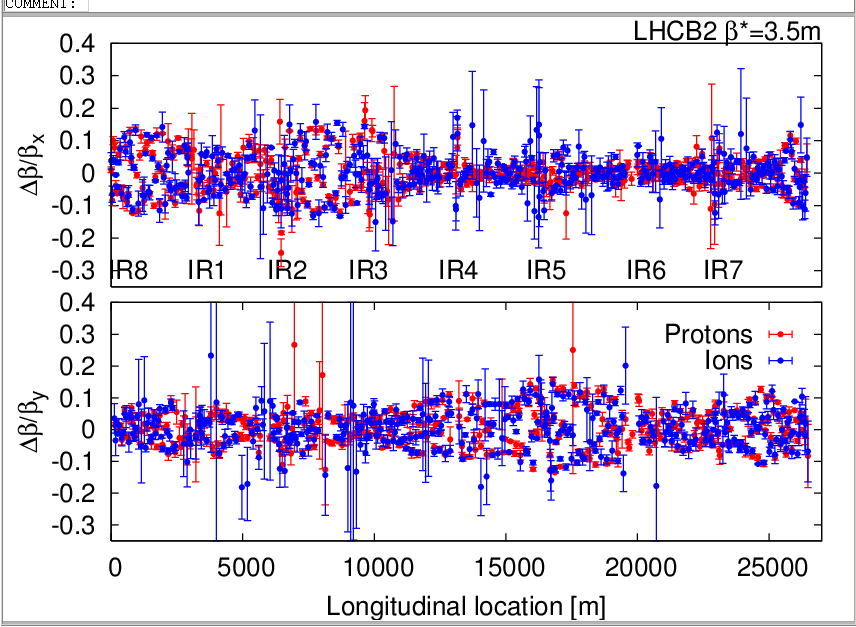 COMMENT:
LHCB2 β*=3.5m
0.4
0.3
0.2
0.1
0
-0.1
-0.2
-0.3
Δβ/βx
IR8 IR1 IR2 IR3 IR4 IR5 IR6 IR7
0.4
0.3
0.2
0.1
0
-0.1
-0.2
-0.3
Δβ/βy
Protons
Ions
0 5000 10000 15000 20000 25000
Longitudinal location [m]